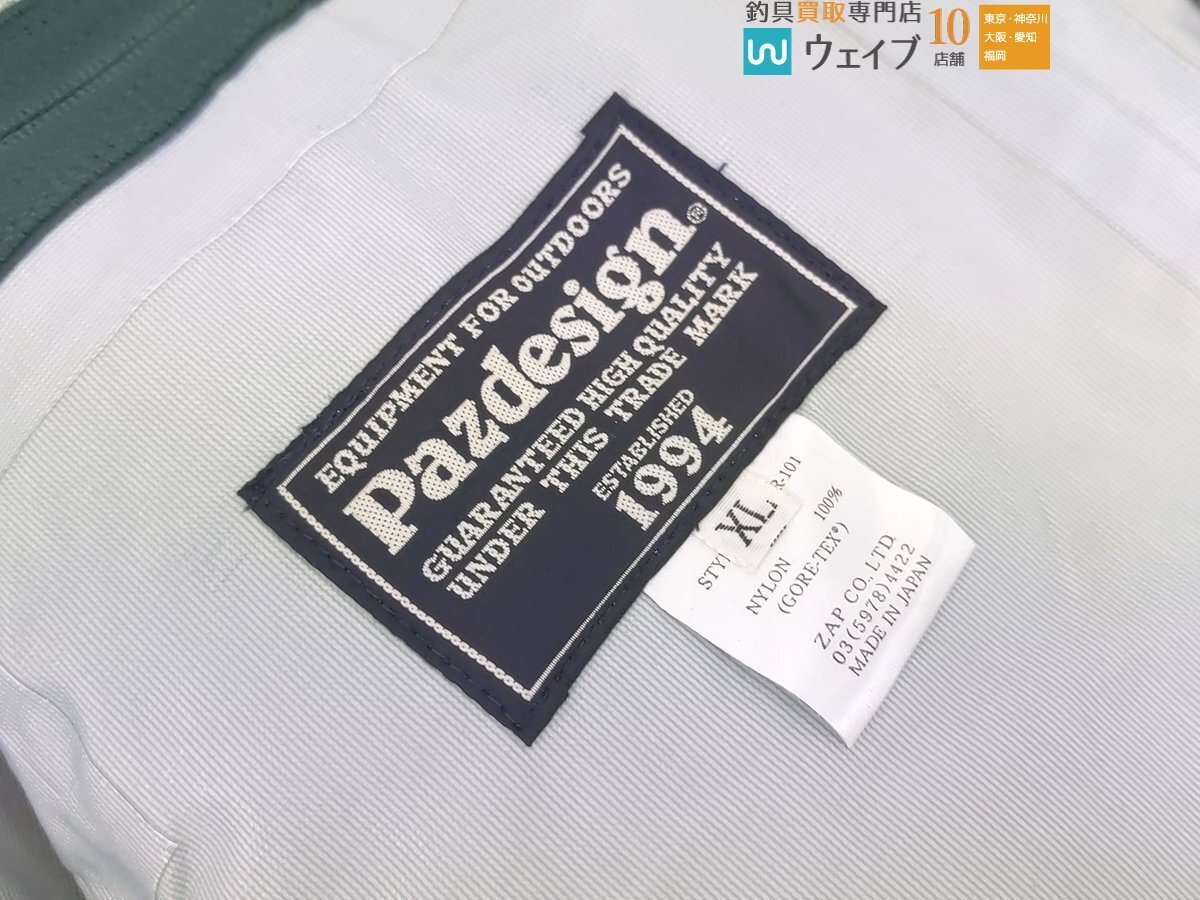 釣具買取専門店
ウェイブ
10
店舗
東京・神奈川
大阪・愛知
福岡
EQUIPMENT FOR OUTDOORS
Pazdesign®
GUARANTEED HIGH QUALITY
UNDER THIS TRADE MARK
ESTABLISHED
1994
XL
R-101
NYLON 100%
(GORE-TEX®)
ZAP CO., LTD.
03(5978)4422
MADE IN JAPAN